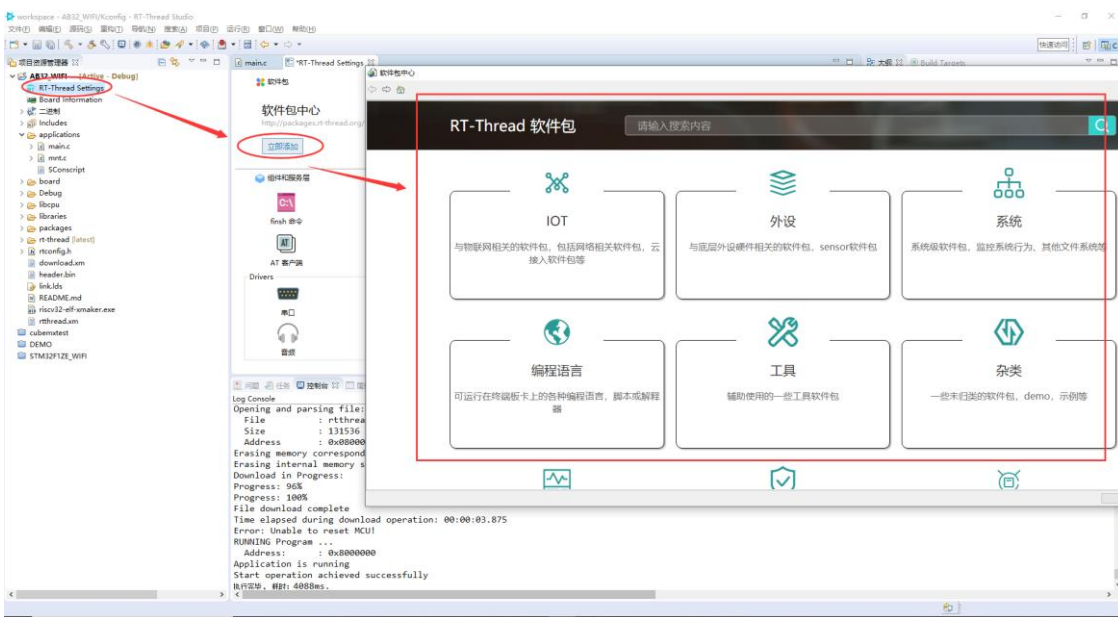 workspace - AB32_WIFI/Kconfig - RT-Thread Studio
文件(F) 编辑(E) 源码(S) 重构(T) 导航(N) 搜索(A) 项目(P) 运行(R) 窗口(W) 帮助(H)
快速访问
项目资源管理器
AB32_WIFI (Active - Debug)
RT-Thread Settings
Board Information
二进制
Includes
applications
main.c
mnt.c
SConscript
board
Debug
libcpu
libraries
packages
rt-thread [latest]
rtconfig.h
download.xm
header.bin
link.lds
README.md
riscv32-elf-xmaker.exe
rtthread.xm
cubemxtest
DEMO
STM32F1ZE_WIFI
main.c
*RT-Thread Settings
软件包
软件包中心
http://packages.rt-thread.org/
立即添加
组件和服务层
C:\
finsh 命令
AT
AT 客户端
Drivers
串口
音频
大纲
Build Targets
软件包中心
RT-Thread 软件包
请输入搜索内容
IOT
与物联网相关的软件包，包括网络相关软件包，云
接入软件包等
外设
与底层外设硬件相关的软件包，sensor软件包
系统
系统级软件包，监控系统行为，其他文件系统等
编程语言
可运行在终端板卡上的各种编程语言，脚本或解释
器
工具
辅助使用的一些工具软件包
杂类
一些未归类的软件包，demo，示例等
问题 任务 控制台
Log Console
Opening and parsing file:
File : rtthrea
Size : 131536
Address : 0x08000
Erasing memory correspond
Erasing internal memory s
Download in Progress:
Progress: 96%
Progress: 100%
File download complete
Time elapsed during download operation: 00:00:03.875
Error: Unable to reset MCU!
RUNNING Program ...
Address: : 0x8000000
Application is running
Start operation achieved successfully
执行完毕, 耗时: 4088ms.